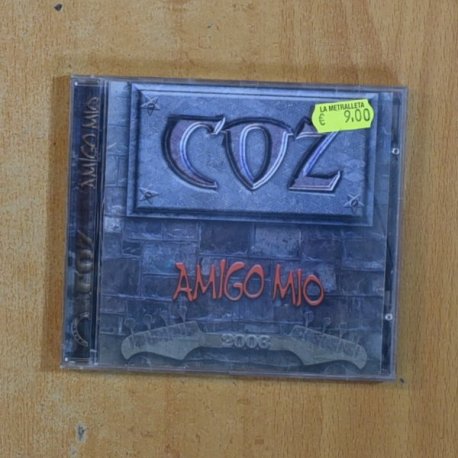 COZ
LA METRALLETA
€ 9,00
AMIGO MIO
2006
AMIGO MIO
COZ